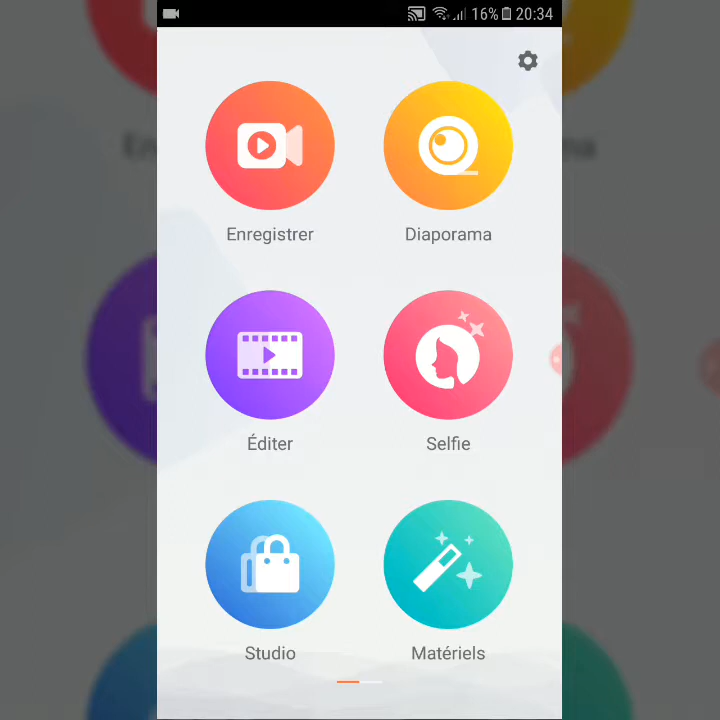 16% 20:34
Enregistrer
Diaporama
Éditer
Selfie
Studio
Matériels